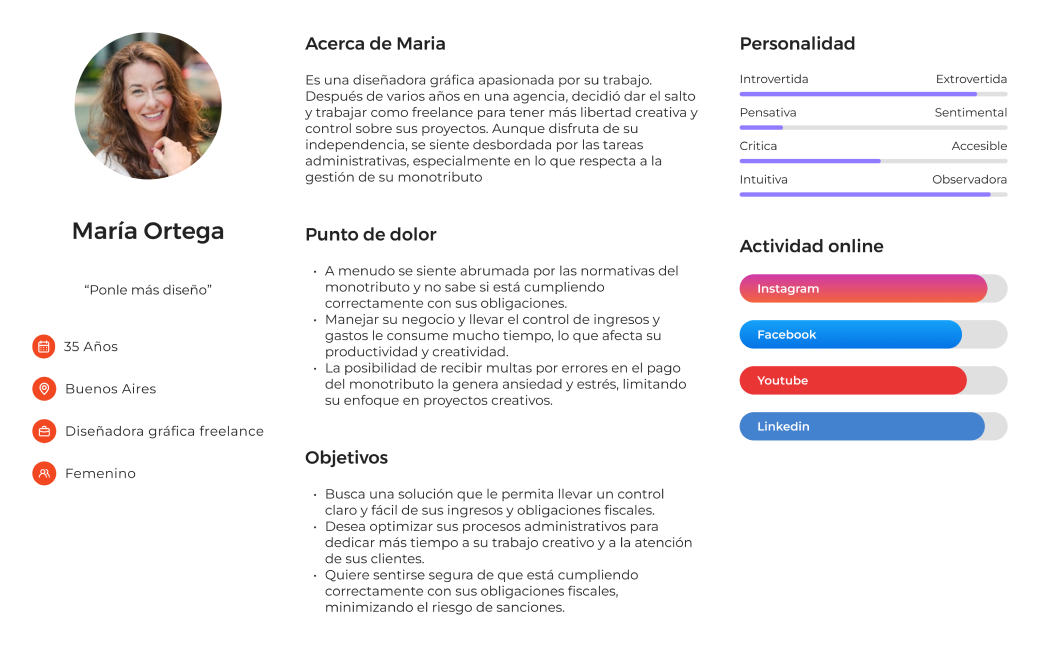 María Ortega
“Ponle más diseño”
35 Años
Buenos Aires
Diseñadora gráfica freelance
Femenino
Acerca de Maria
Es una diseñadora gráfica apasionada por su trabajo.
Después de varios años en una agencia, decidió dar el salto
y trabajar como freelance para tener más libertad creativa y
control sobre sus proyectos. Aunque disfruta de su
independencia, se siente desbordada por las tareas
administrativas, especialmente en lo que respecta a la
gestión de su monotributo
Punto de dolor
• A menudo se siente abrumada por las normativas del
monotributo y no sabe si está cumpliendo
correctamente con sus obligaciones.
• Manejar su negocio y llevar el control de ingresos y
gastos le consume mucho tiempo, lo que afecta su
productividad y creatividad.
• La posibilidad de recibir multas por errores en el pago
del monotributo la genera ansiedad y estrés, limitando
su enfoque en proyectos creativos.
Objetivos
• Busca una solución que le permita llevar un control
claro y fácil de sus ingresos y obligaciones fiscales.
• Desea optimizar sus procesos administrativos para
dedicar más tiempo a su trabajo creativo y a la atención
de sus clientes.
• Quiere sentirse segura de que está cumpliendo
correctamente con sus obligaciones fiscales,
minimizando el riesgo de sanciones.
Personalidad
Introvertida Extrovertida
Pensativa Sentimental
Critica Accesible
Intuitiva Observadora
Actividad online
Instagram
Facebook
Youtube
Linkedin